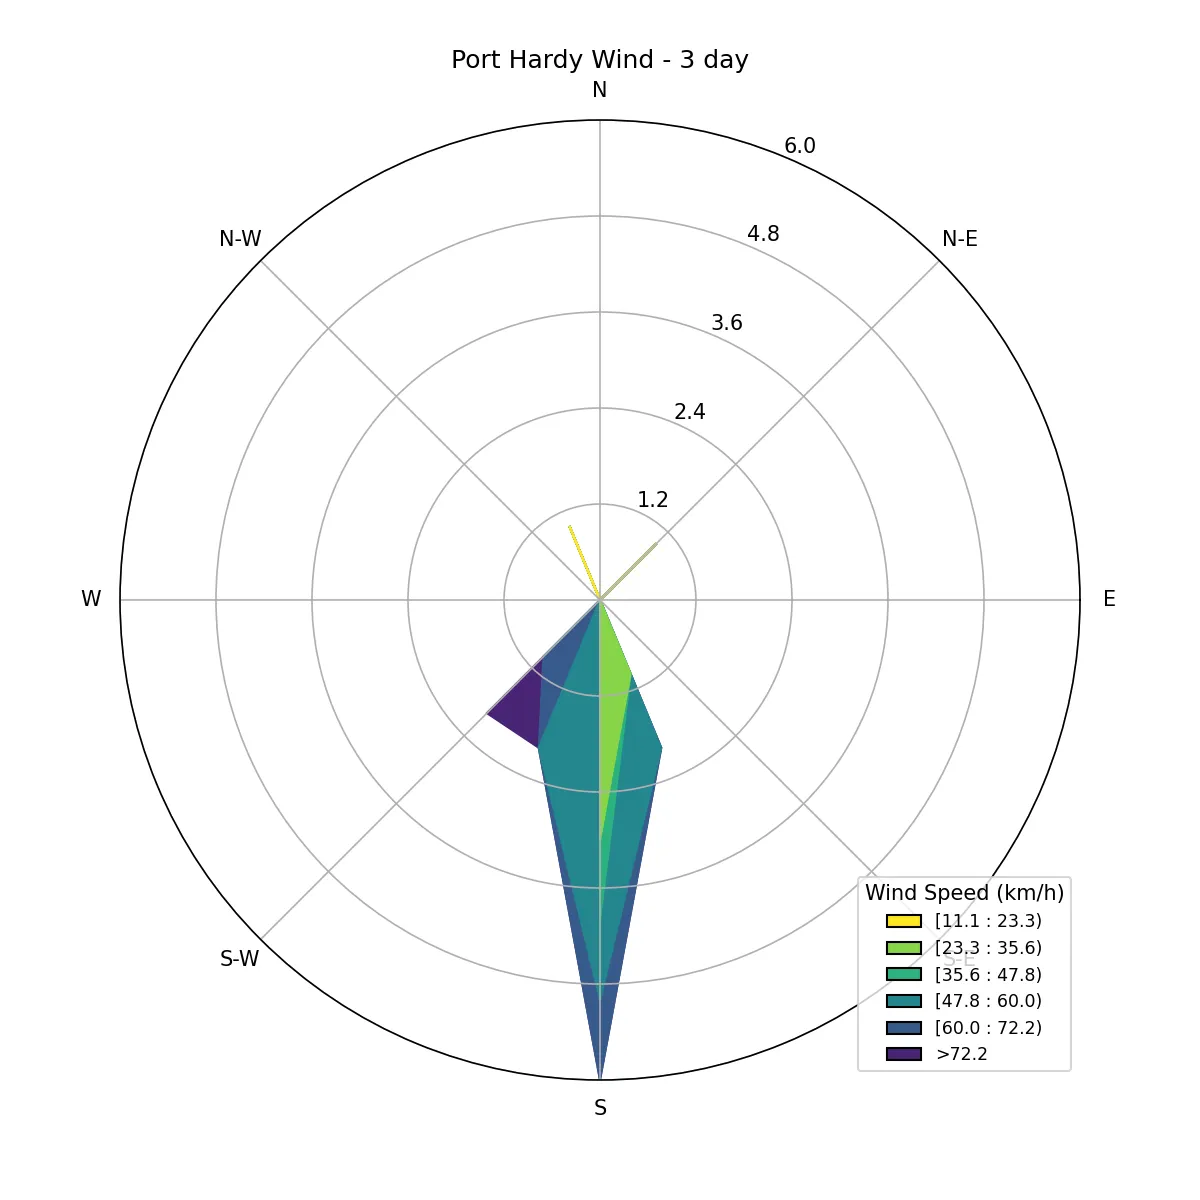 Port Hardy Wind - 3 day
N
6.0
4.8
N-W
N-E
3.6
2.4
1.2
W
E
S-W
S-E
Wind Speed (km/h)
[11.1 : 23.3)
[23.3 : 35.6)
[35.6 : 47.8)
[47.8 : 60.0)
[60.0 : 72.2)
>72.2
S